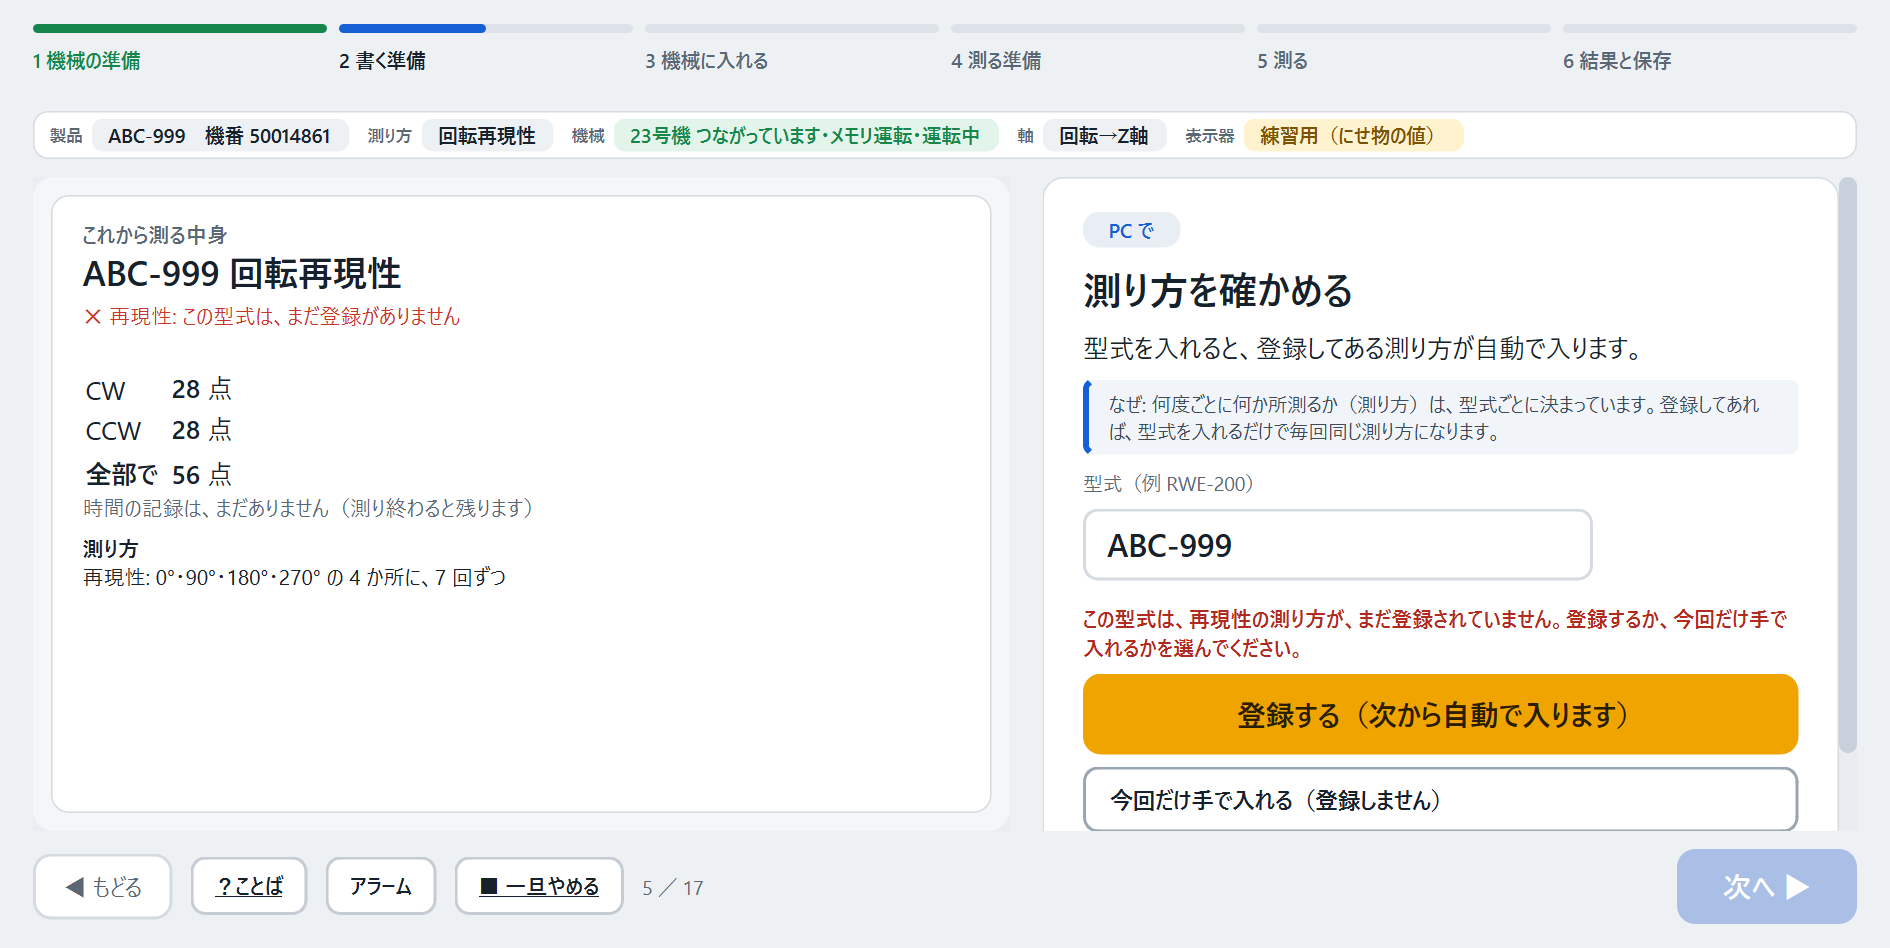 1 機械の準備
2 書く準備
3 機械に入れる
4 測る準備
5 測る
6 結果と保存
製品 ABC-999 機番 50014861 測り方 回転再現性 機械 23号機 つながっています・メモリ運転・運転中 軸 回転→Z軸 表示器 練習用（にせ物の値）
これから測る中身
ABC-999 回転再現性
✕ 再現性: この型式は、まだ登録がありません
CW 28 点
CCW 28 点
全部で 56 点
時間の記録は、まだありません（測り終わると残ります）
測り方
再現性: 0°・90°・180°・270° の 4 か所に、7 回ずつ
PC で
測り方を確かめる
型式を入れると、登録してある測り方が自動で入ります。
なぜ: 何度ごとに何か所測るか（測り方）は、型式ごとに決まっています。登録してあれ
ば、型式を入れるだけで毎回同じ測り方になります。
型式（例 RWE-200）
ABC-999
この型式は、再現性の測り方が、まだ登録されていません。登録するか、今回だけ手で
入れるかを選んでください。
登録する（次から自動で入ります）
今回だけ手で入れる（登録しません）
◀ もどる
？ことば
アラーム
■ 一旦やめる
5 ／ 17
次へ ▶